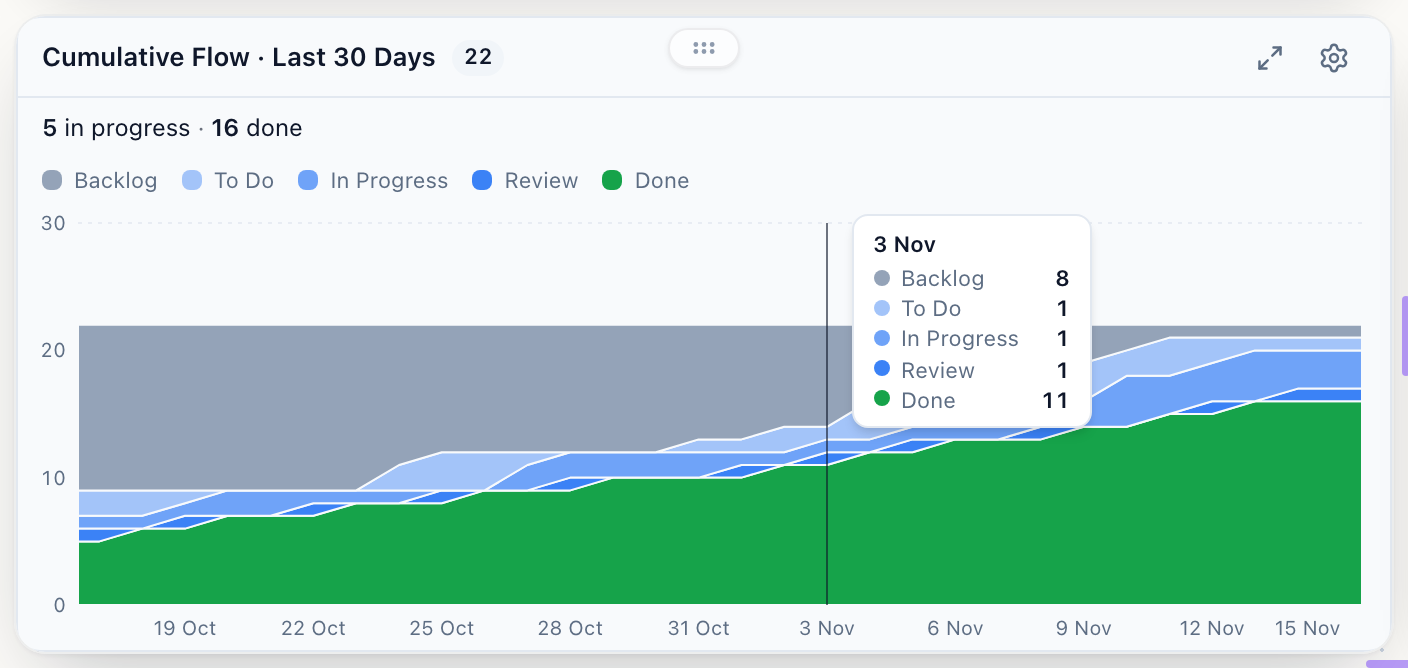 Cumulative Flow · Last 30 Days 22
5 in progress · 16 done
Backlog To Do In Progress Review Done
30
20
10
0
3 Nov
Backlog 8
To Do 1
In Progress 1
Review 1
Done 11
19 Oct 22 Oct 25 Oct 28 Oct 31 Oct 3 Nov 6 Nov 9 Nov 12 Nov 15 Nov